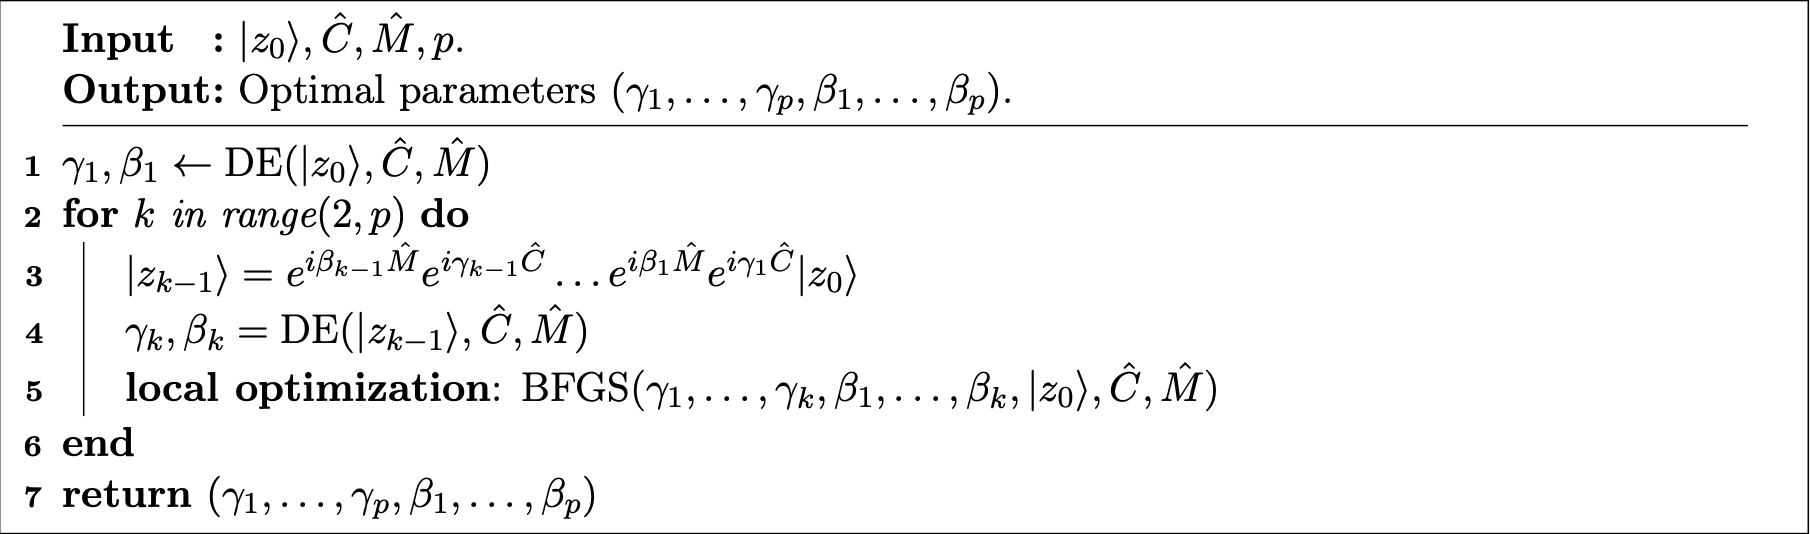 Input : |z₀⟩, Ĉ, M̂, p.
Output: Optimal parameters (γ₁, . . . , γₚ, β₁, . . . , βₚ).
1 γ₁, β₁ ← DE(|z₀⟩, Ĉ, M̂)
2 for k in range(2, p) do
3 |zₖ₋₁⟩ = e^{iβₖ₋₁M̂}e^{iγₖ₋₁Ĉ} . . . e^{iβ₁M̂}e^{iγ₁Ĉ}|z₀⟩
4 γₖ, βₖ = DE(|zₖ₋₁⟩, Ĉ, M̂)
5 local optimization: BFGS(γ₁, . . . , γₖ, β₁, . . . , βₖ, |z₀⟩, Ĉ, M̂)
6 end
7 return (γ₁, . . . , γₚ, β₁, . . . , βₚ)